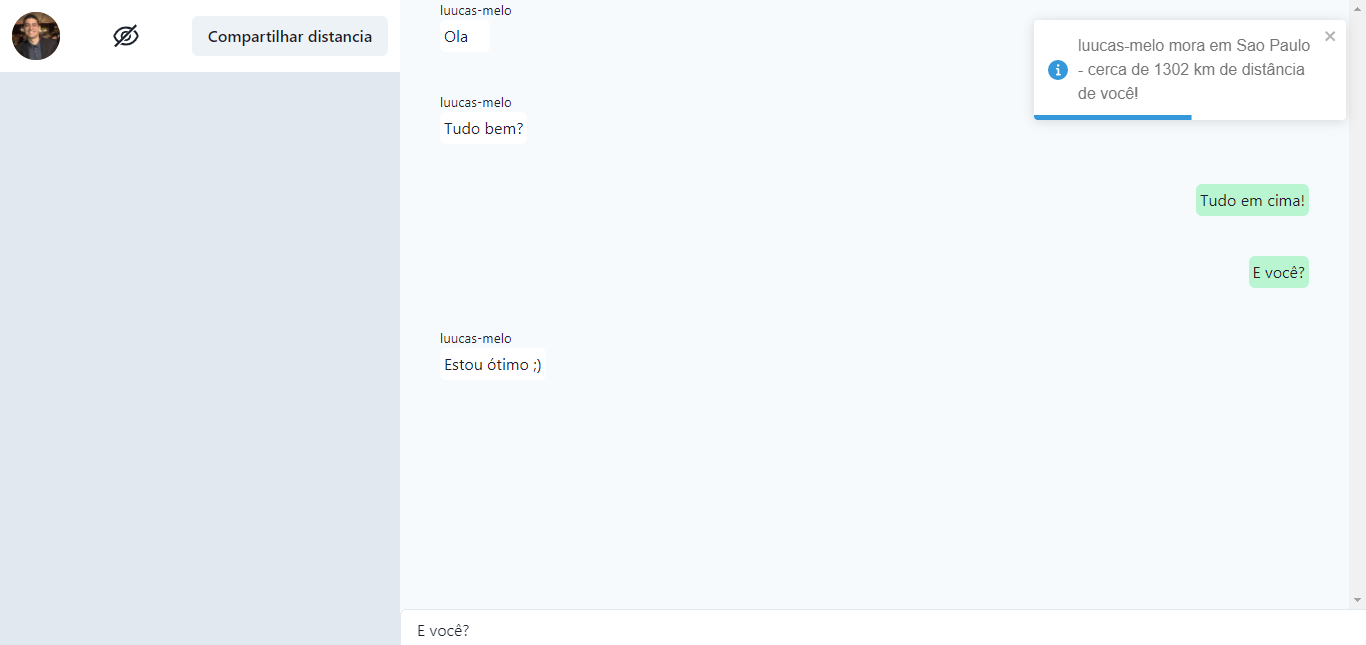 Compartilhar distancia
luucas-melo
Ola
luucas-melo
Tudo bem?
Tudo em cima!
E você?
luucas-melo
Estou ótimo ;)
luucas-melo mora em Sao Paulo
- cerca de 1302 km de distância
de você!
E você?